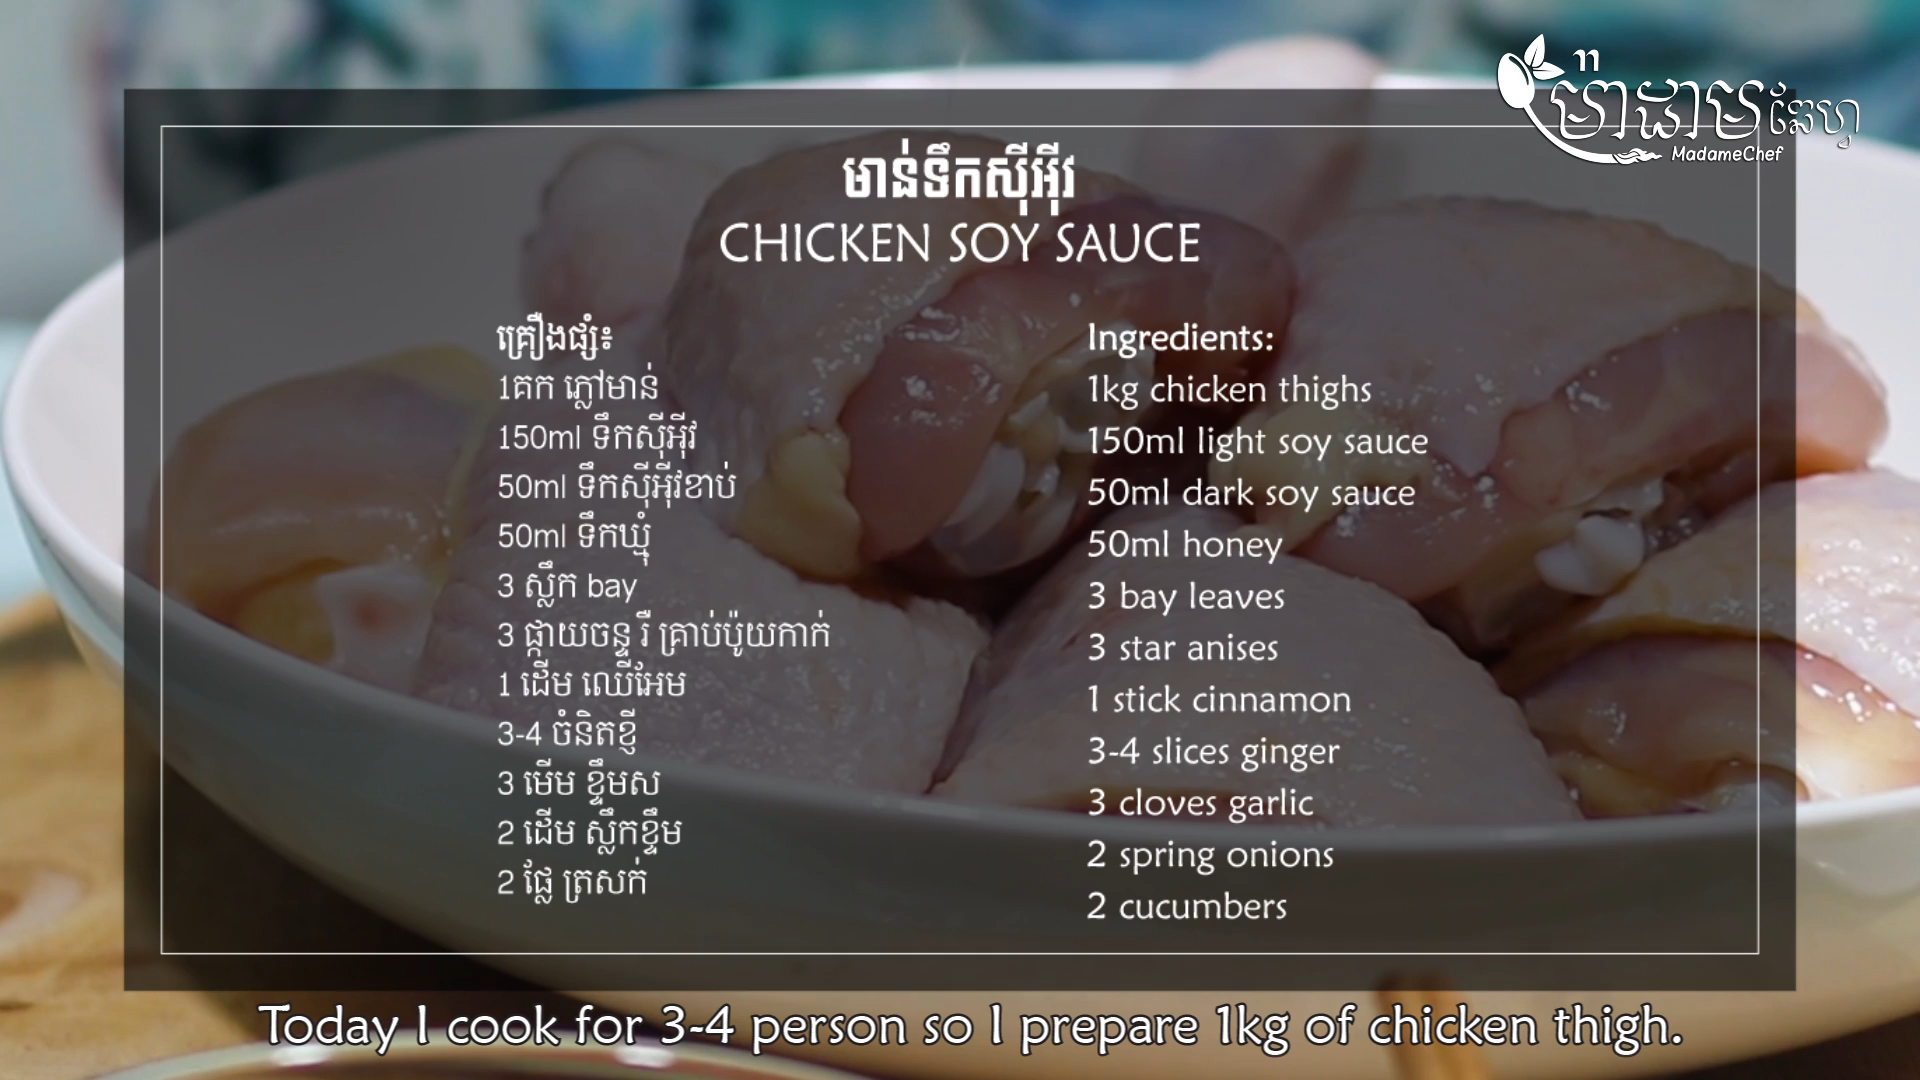 ម៉ាដាមឆែហ្វ
MadameChef
មាន់ទឹកស៊ីអ៊ីវ
CHICKEN SOY SAUCE
គ្រឿងផ្សំ៖
1គក ភ្លៅមាន់
150ml ទឹកស៊ីអ៊ីវ
50ml ទឹកស៊ីអ៊ីវខាប់
50ml ទឹកឃ្មុំ
3 ស្លឹក bay
3 ផ្កាយចន្ទ រឺ គ្រាប់ប៉ូយកាក់
1 ដើម ឈើអែម
3-4 ចំនិតខ្ញី
3 មើម ខ្ទឹមស
2 ដើម ស្លឹកខ្ទឹម
2 ផ្លែ ត្រសក់
Ingredients:
1kg chicken thighs
150ml light soy sauce
50ml dark soy sauce
50ml honey
3 bay leaves
3 star anises
1 stick cinnamon
3-4 slices ginger
3 cloves garlic
2 spring onions
2 cucumbers
Today I cook for 3-4 person so I prepare 1kg of chicken thigh.